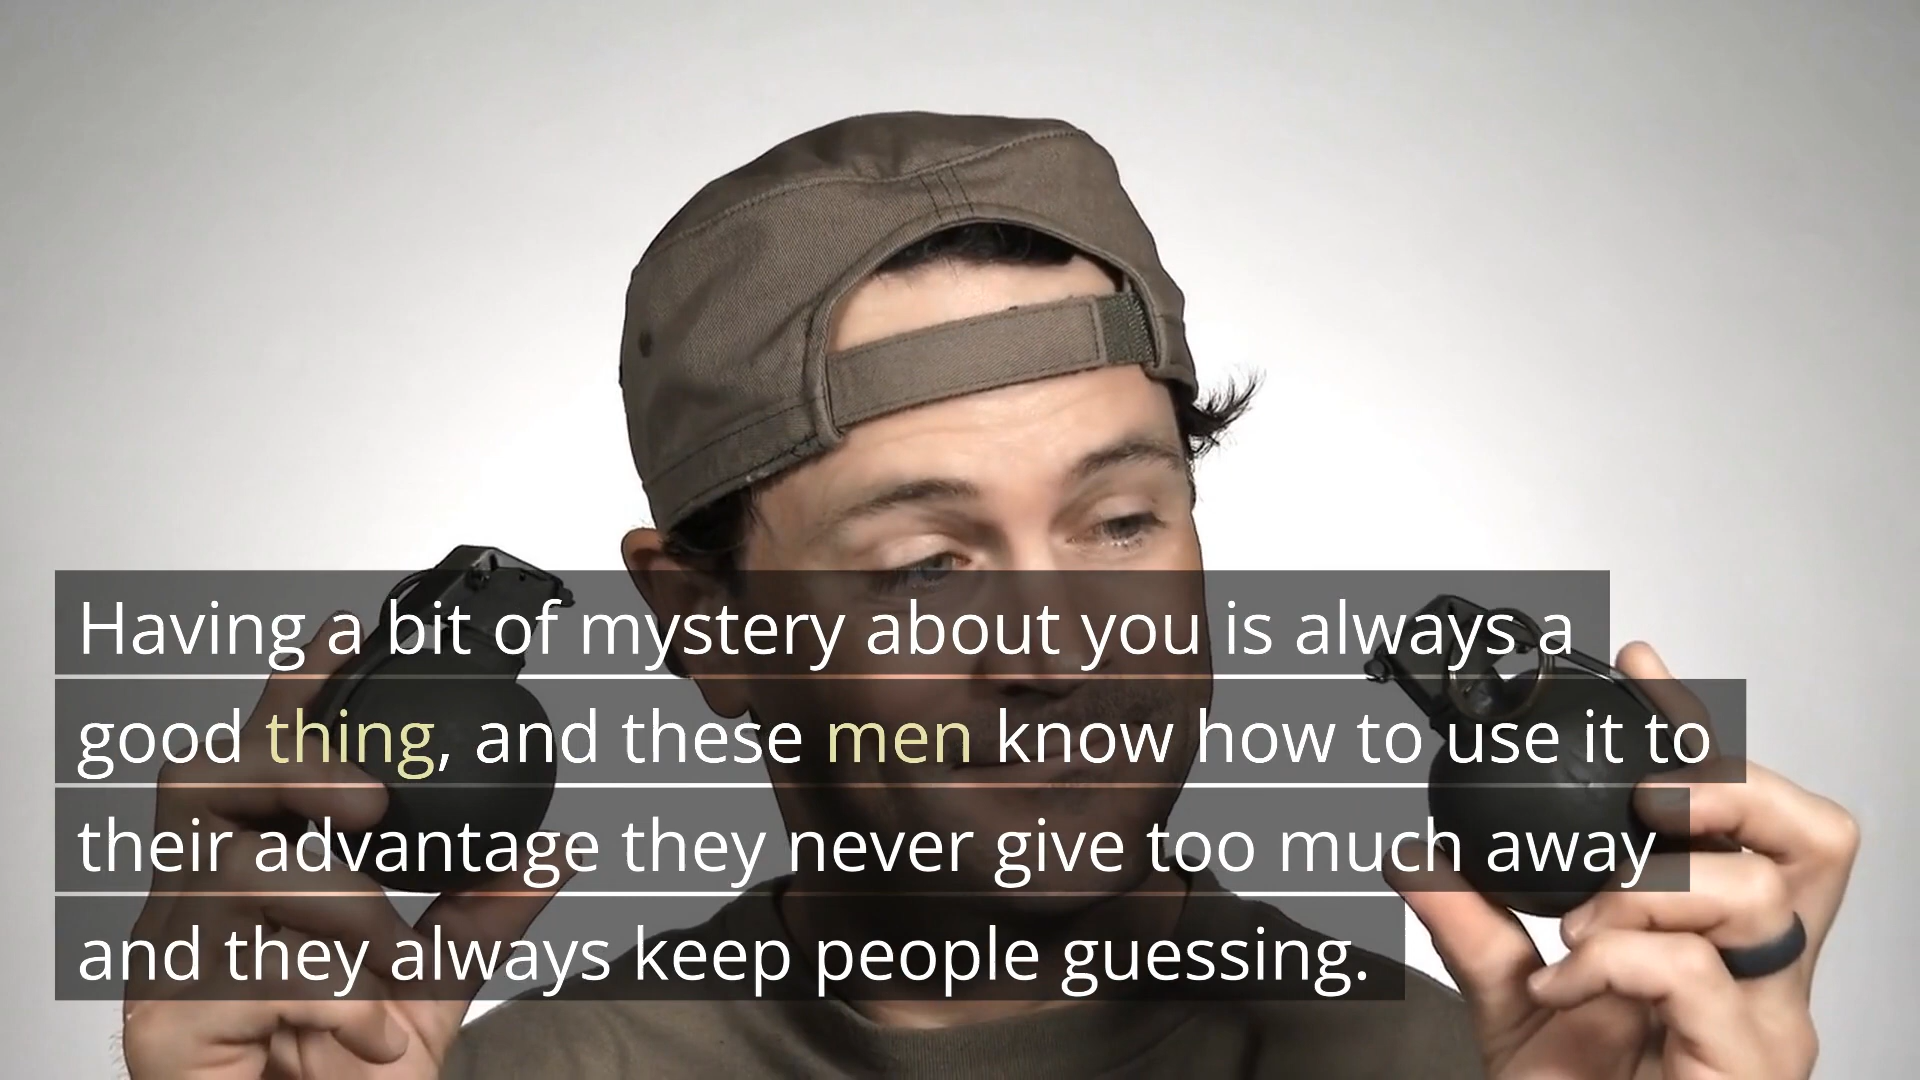 Having a bit of mystery about you is always a
good thing, and these men know how to use it to
their advantage they never give too much away
and they always keep people guessing.